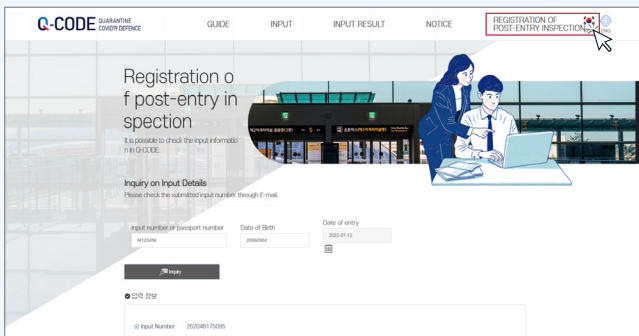 Q-CODE QUARANTINE COVID19 DEFENCE
GUIDE
INPUT
INPUT RESULT
NOTICE
REGISTRATION OF
POST-ENTRY INSPECTION
ENG
Registration o
f post-entry in
spection
It is possible to check the input informatio
n in Q-CODE.
Inquiry on Input Details
Please check the submitted input number through E-mail.
Input number or passport number
Date of Birth
Date of entry
M123456
20060304
2022-07-12
Inquiry
입력 정보
Input Number 262048175095